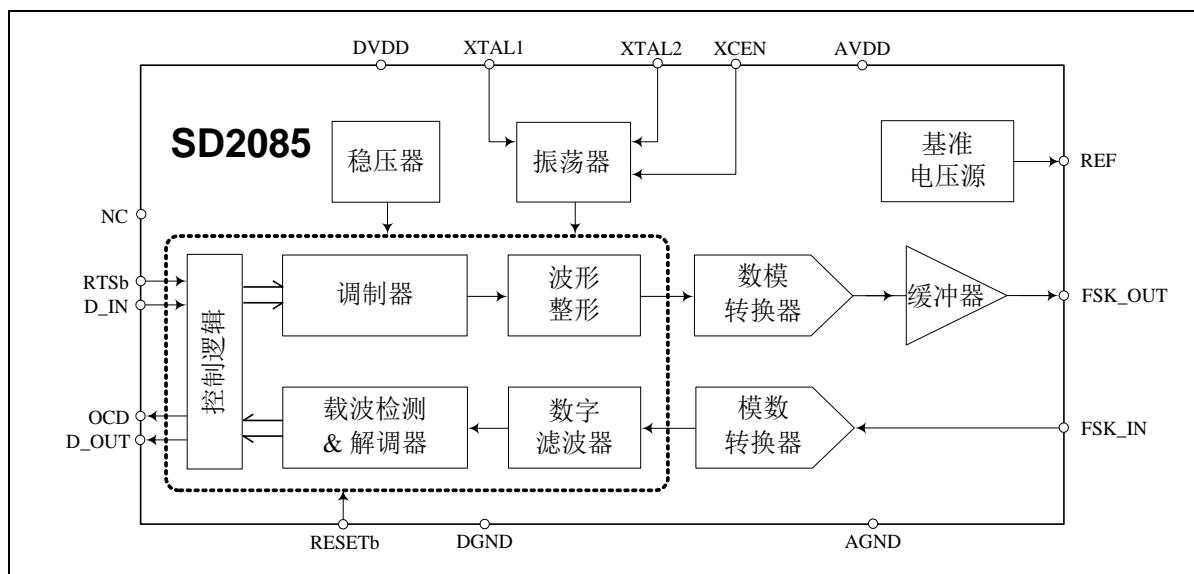 DVDD
XTAL1
XTAL2
XCEN
AVDD
SD2085
稳压器
振荡器
基准
电压源
REF
NC
RTSb
D_IN
控制逻辑
调制器
波形
整形
数模
转换器
缓冲器
FSK_OUT
OCD
D_OUT
载波检测
& 解调器
数字
滤波器
模数
转换器
FSK_IN
RESETb
DGND
AGND